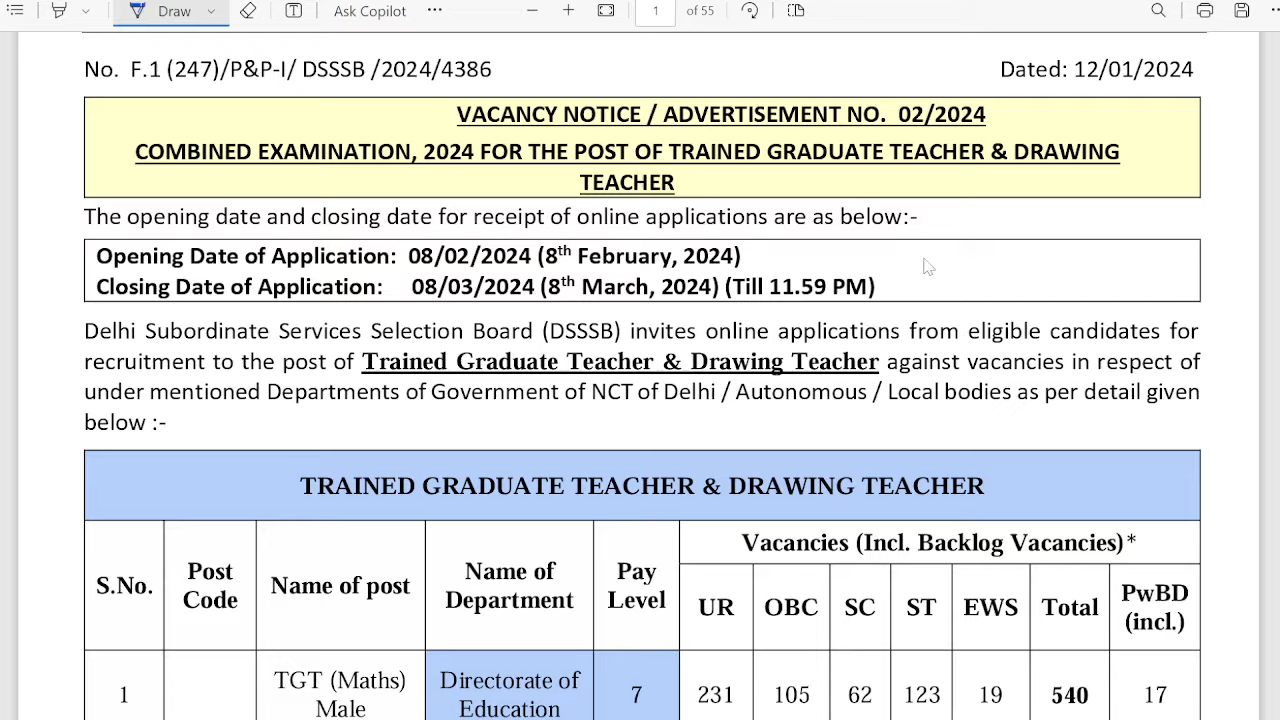 Draw
Ask Copilot
1 of 55
No. F.1 (247)/P&P-I/ DSSSB /2024/4386 Dated: 12/01/2024
VACANCY NOTICE / ADVERTISEMENT NO. 02/2024
COMBINED EXAMINATION, 2024 FOR THE POST OF TRAINED GRADUATE TEACHER & DRAWING
TEACHER
The opening date and closing date for receipt of online applications are as below:-
Opening Date of Application: 08/02/2024 (8th February, 2024)
Closing Date of Application: 08/03/2024 (8th March, 2024) (Till 11.59 PM)
Delhi Subordinate Services Selection Board (DSSSB) invites online applications from eligible candidates for
recruitment to the post of Trained Graduate Teacher & Drawing Teacher against vacancies in respect of
under mentioned Departments of Government of NCT of Delhi / Autonomous / Local bodies as per detail given
below :-
TRAINED GRADUATE TEACHER & DRAWING TEACHER
S.No. Post Code Name of post Name of Department Pay Level Vacancies (Incl. Backlog Vacancies)*
UR OBC SC ST EWS Total PwBD (incl.)
1 TGT (Maths) Male Directorate of Education 7 231 105 62 123 19 540 17